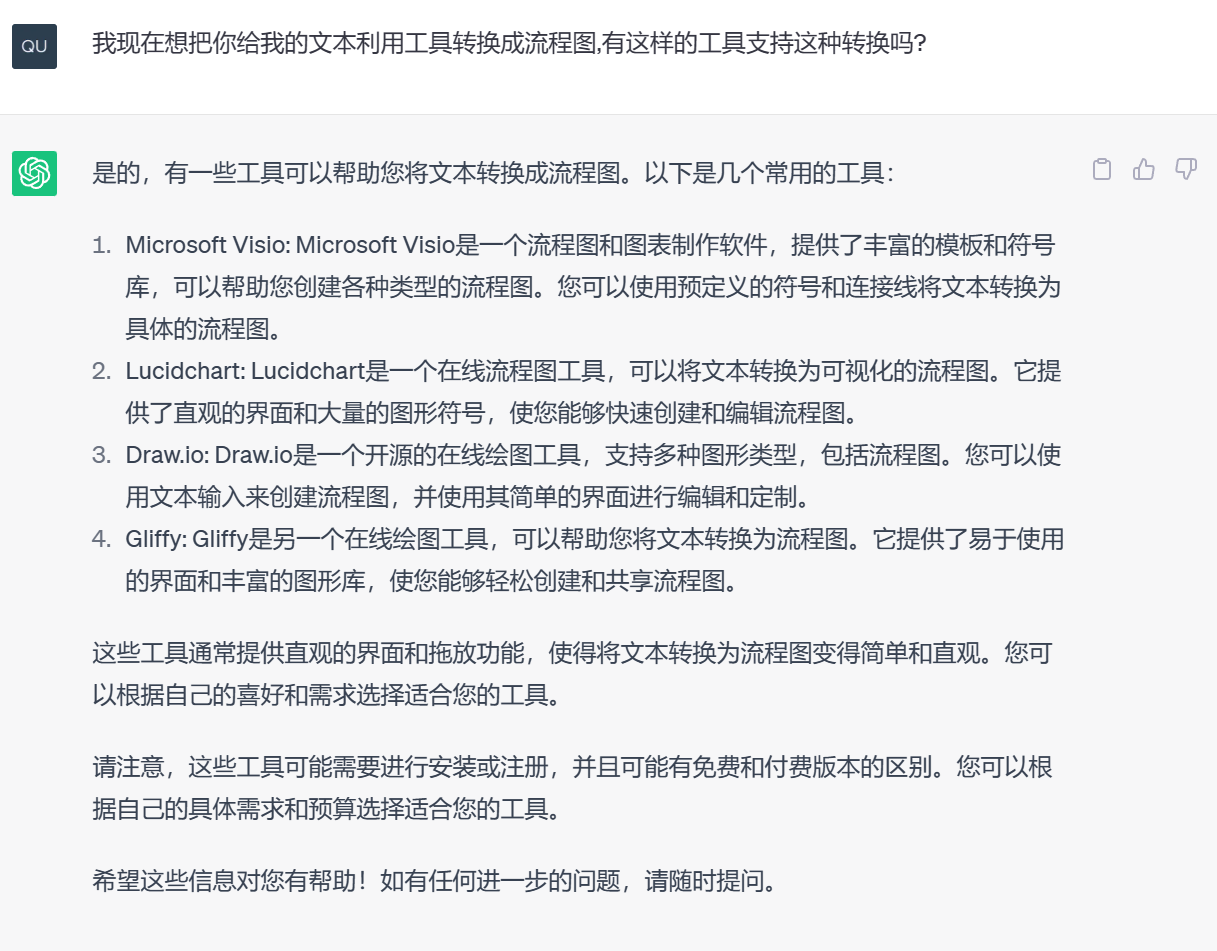 QU
我现在想把你给我的文本利用工具转换成流程图,有这样的工具支持这种转换吗?
是的，有一些工具可以帮助您将文本转换成流程图。以下是几个常用的工具：
1. Microsoft Visio: Microsoft Visio是一个流程图和图表制作软件，提供了丰富的模板和符号
库，可以帮助您创建各种类型的流程图。您可以使用预定义的符号和连接线将文本转换为
具体的流程图。
2. Lucidchart: Lucidchart是一个在线流程图工具，可以将文本转换为可视化的流程图。它提
供了直观的界面和大量的图形符号，使您能够快速创建和编辑流程图。
3. Draw.io: Draw.io是一个开源的在线绘图工具，支持多种图形类型，包括流程图。您可以使
用文本输入来创建流程图，并使用其简单的界面进行编辑和定制。
4. Gliffy: Gliffy是另一个在线绘图工具，可以帮助您将文本转换为流程图。它提供了易于使用
的界面和丰富的图形库，使您能够轻松创建和共享流程图。
这些工具通常提供直观的界面和拖放功能，使得将文本转换为流程图变得简单和直观。您可
以根据自己的喜好和需求选择适合您的工具。
请注意，这些工具可能需要进行安装或注册，并且可能有免费和付费版本的区别。您可以根
据自己的具体需求和预算选择适合您的工具。
希望这些信息对您有帮助！如有任何进一步的问题，请随时提问。